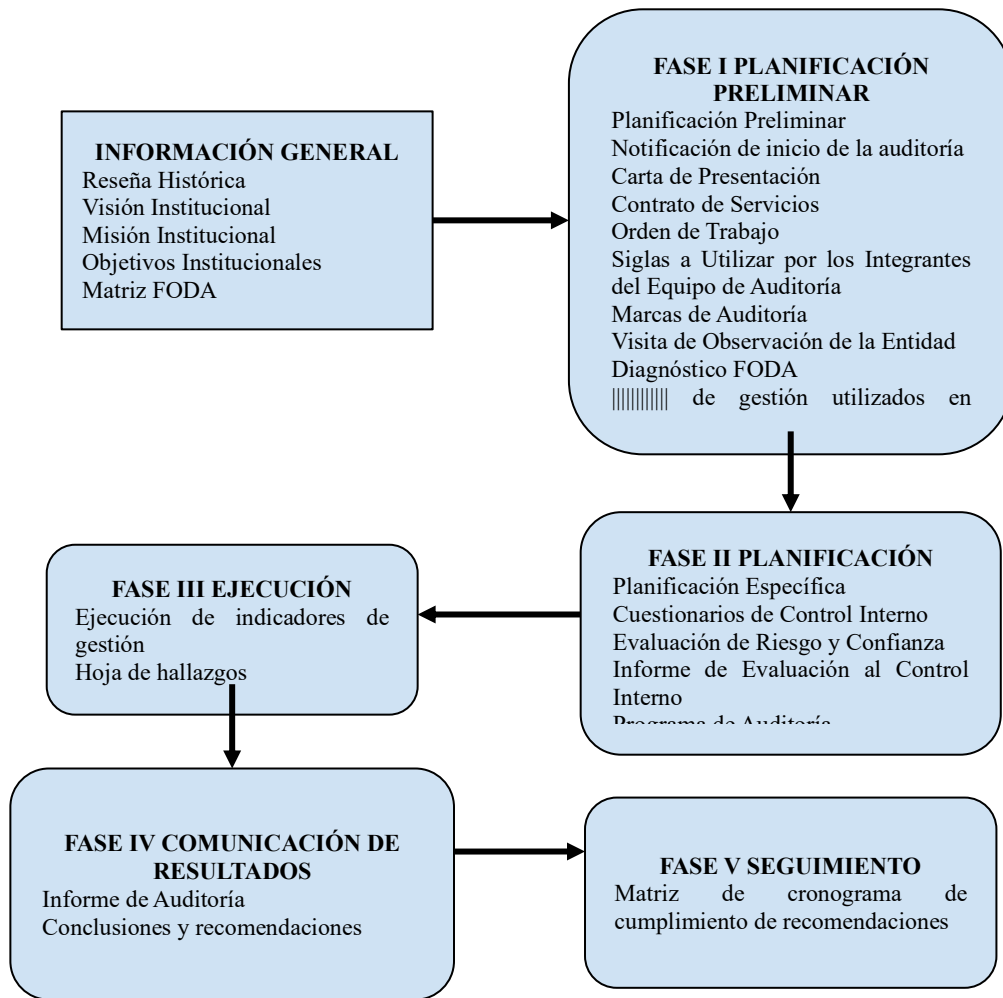 INFORMACIÓN GENERAL
Reseña Histórica
Visión Institucional
Misión Institucional
Objetivos Institucionales
Matriz FODA
FASE I PLANIFICACIÓN
PRELIMINAR
Planificación Preliminar
Notificación de inicio de la auditoría
Carta de Presentación
Contrato de Servicios
Orden de Trabajo
Siglas a Utilizar por los Integrantes
del Equipo de Auditoría
Marcas de Auditoría
Visita de Observación de la Entidad
Diagnóstico FODA
de gestión utilizados en
FASE II PLANIFICACIÓN
Planificación Específica
Cuestionarios de Control Interno
Evaluación de Riesgo y Confianza
Informe de Evaluación al Control
Interno
Programa de Auditoría
FASE III EJECUCIÓN
Ejecución de indicadores de
gestión
Hoja de hallazgos
FASE IV COMUNICACIÓN DE
RESULTADOS
Informe de Auditoría
Conclusiones y recomendaciones
FASE V SEGUIMIENTO
Matriz de cronograma de
cumplimiento de recomendaciones